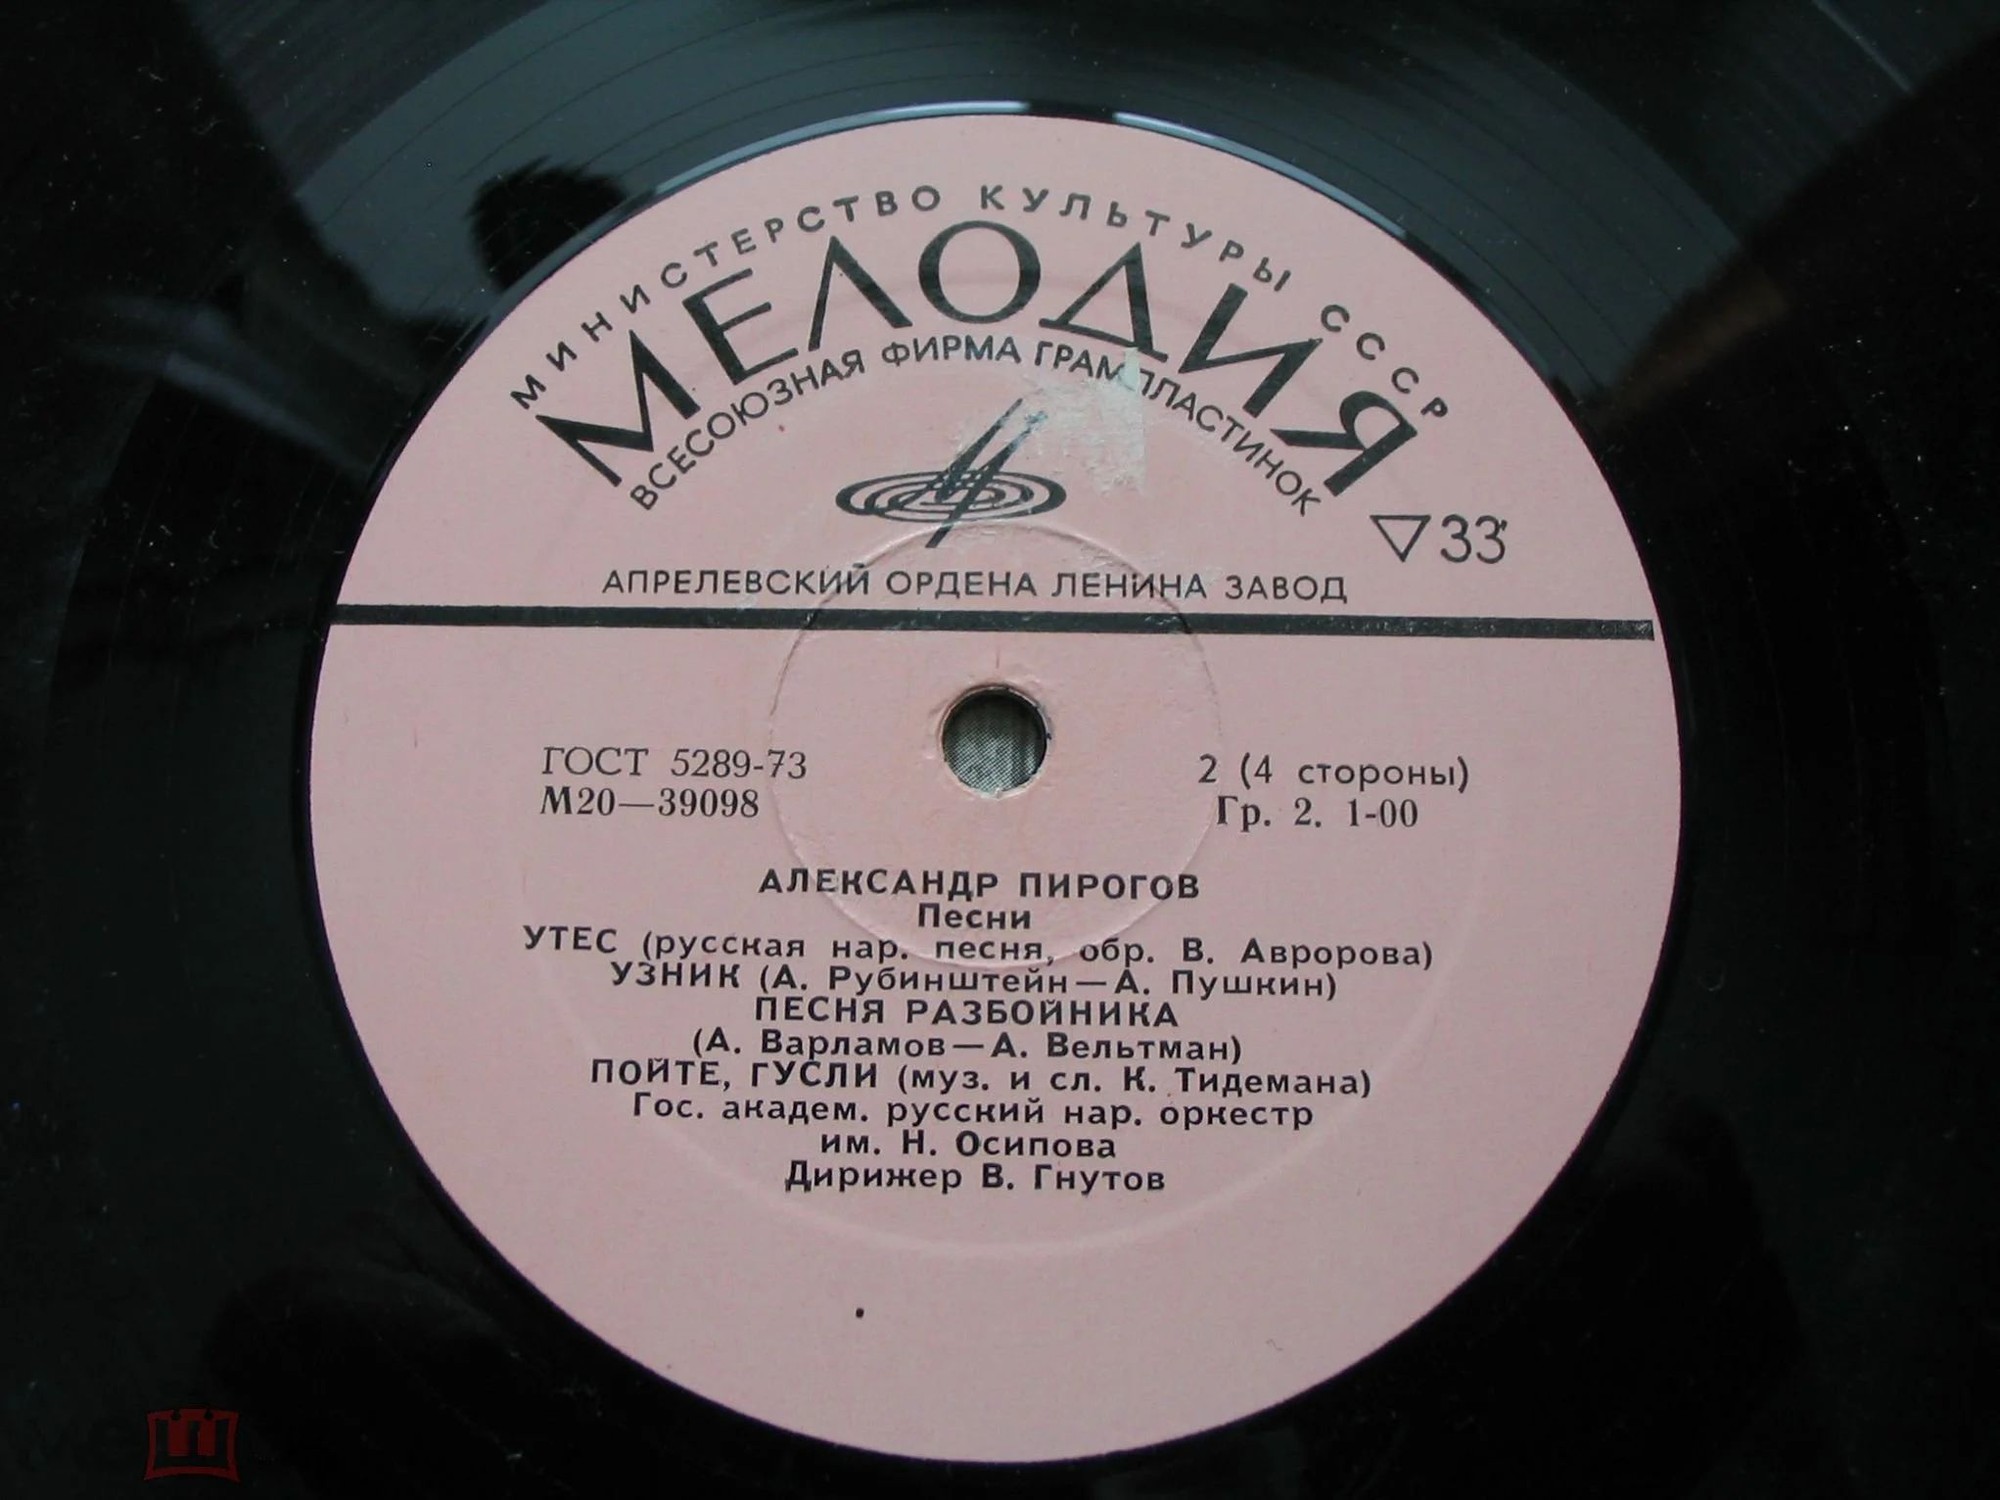 МИНИСТЕРСТВО КУЛЬТУРЫ СССР
МЕЛОДИЯ
ВСЕСОЮЗНАЯ ФИРМА ГРАМПЛАСТИНОК
33
АПРЕЛЕВСКИЙ ОРДЕНА ЛЕНИНА ЗАВОД
ГОСТ 5289-73
М20—39098
2 (4 стороны)
Гр. 2. 1-00
АЛЕКСАНДР ПИРОГОВ
Песни
УТЕС (русская нар. песня, обр. В. Авророва)
УЗНИК (А. Рубинштейн—А. Пушкин)
ПЕСНЯ РАЗБОЙНИКА
(А. Варламов—А. Вельтман)
ПОЙТЕ, ГУСЛИ (муз. и сл. К. Тидемана)
Гос. академ. русский нар. оркестр
им. Н. Осипова
Дирижер В. Гнутов